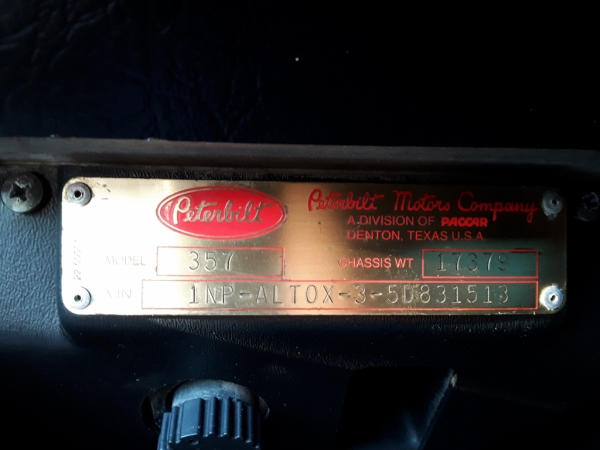 Peterbilt
Peterbilt Motors Company
A DIVISION OF PACCAR
DENTON, TEXAS U.S.A.
MODEL 357 CHASSIS WT 17379
VIN 1NP-ALTOX-3-5D831513